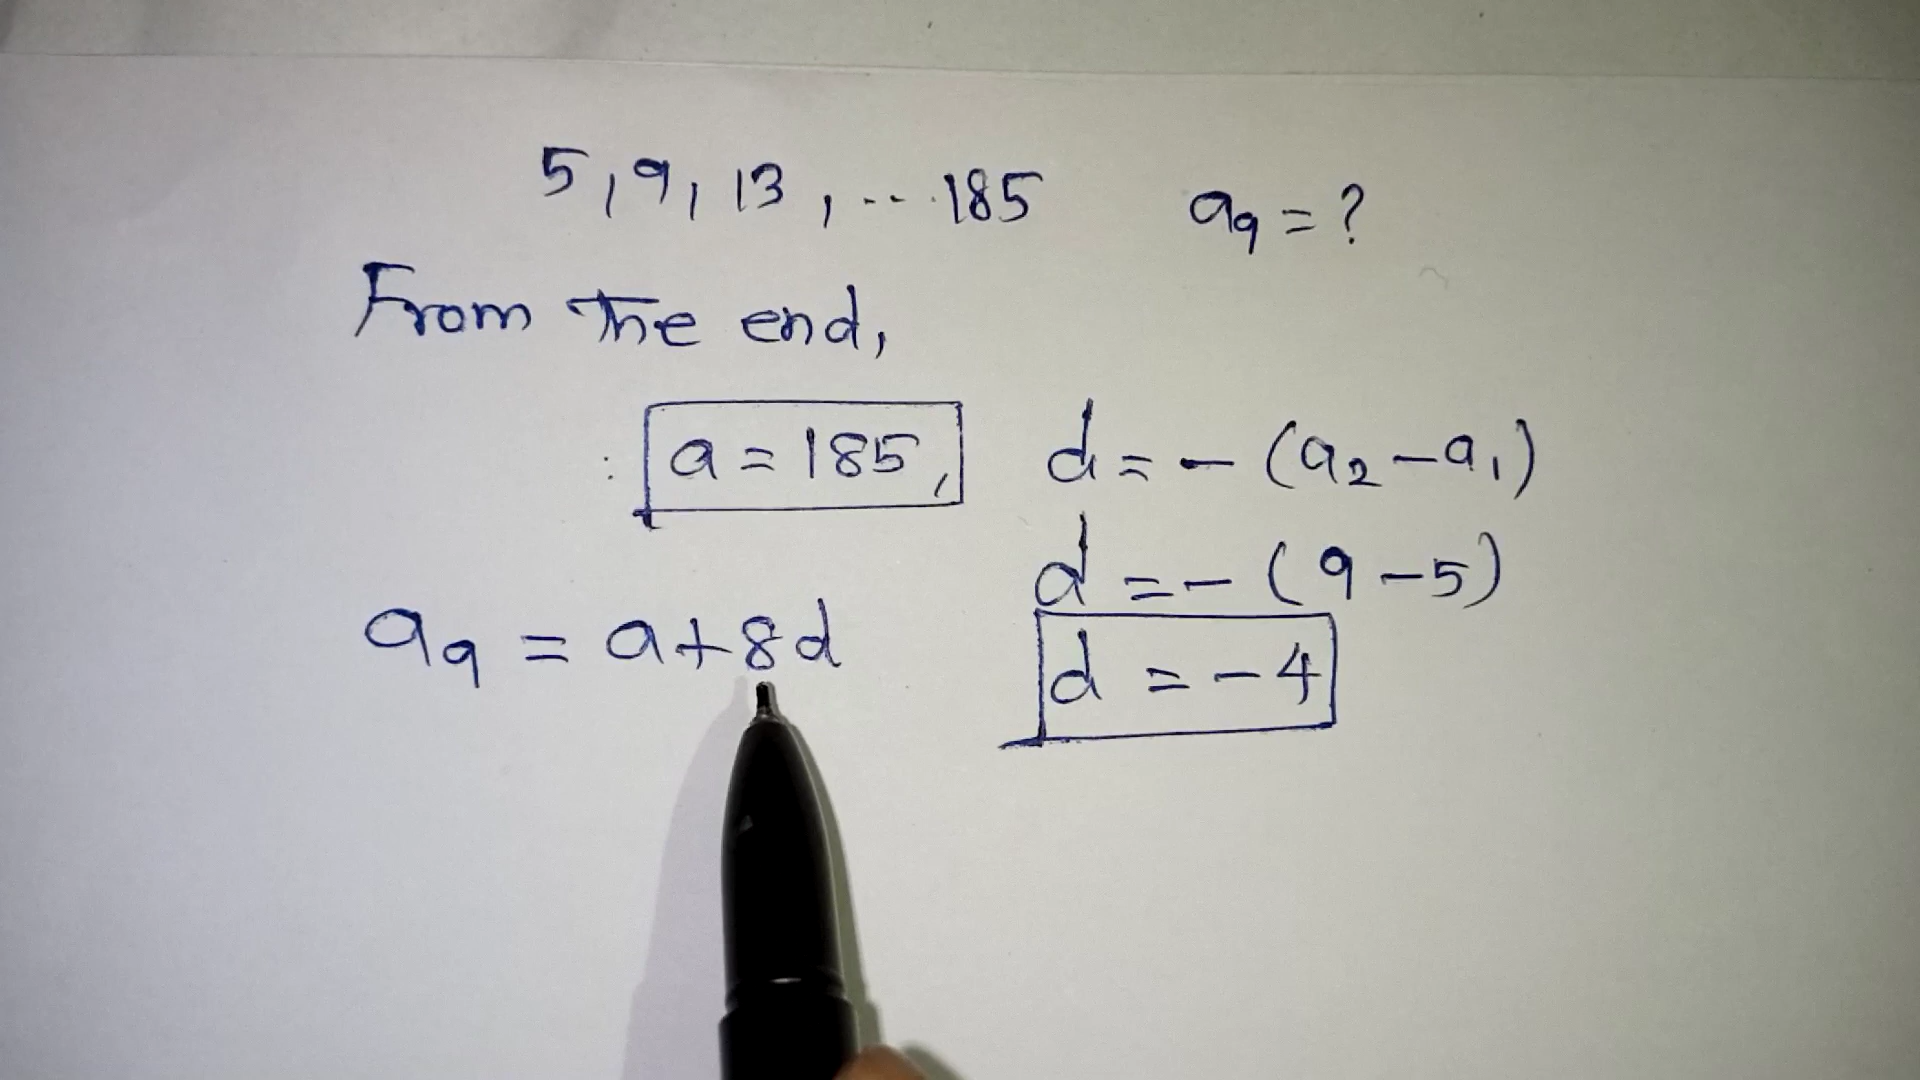 5, 9, 13, ... 185 a₉ = ?
From the end,
a = 185, d = - (a₂ - a₁)
d = - (9 - 5)
a₉ = a + 8d d = - 4